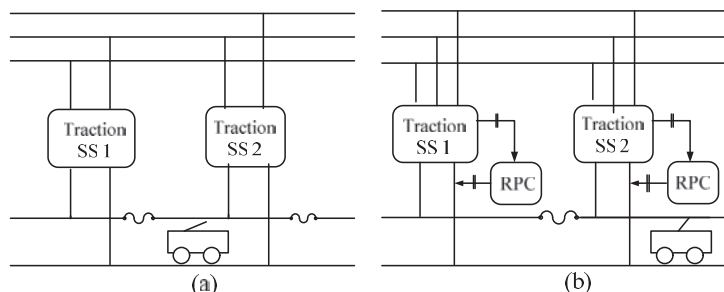 Traction
SS 1
Traction
SS 2
(a)
Traction
SS 1
RPC
Traction
SS 2
RPC
(b)